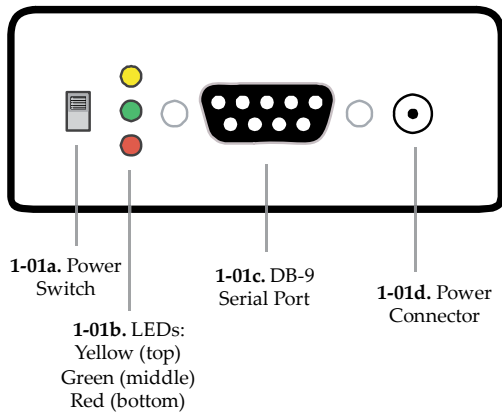 1-01a. Power
Switch
1-01b. LEDs:
Yellow (top)
Green (middle)
Red (bottom)
1-01c. DB-9
Serial Port
1-01d. Power
Connector